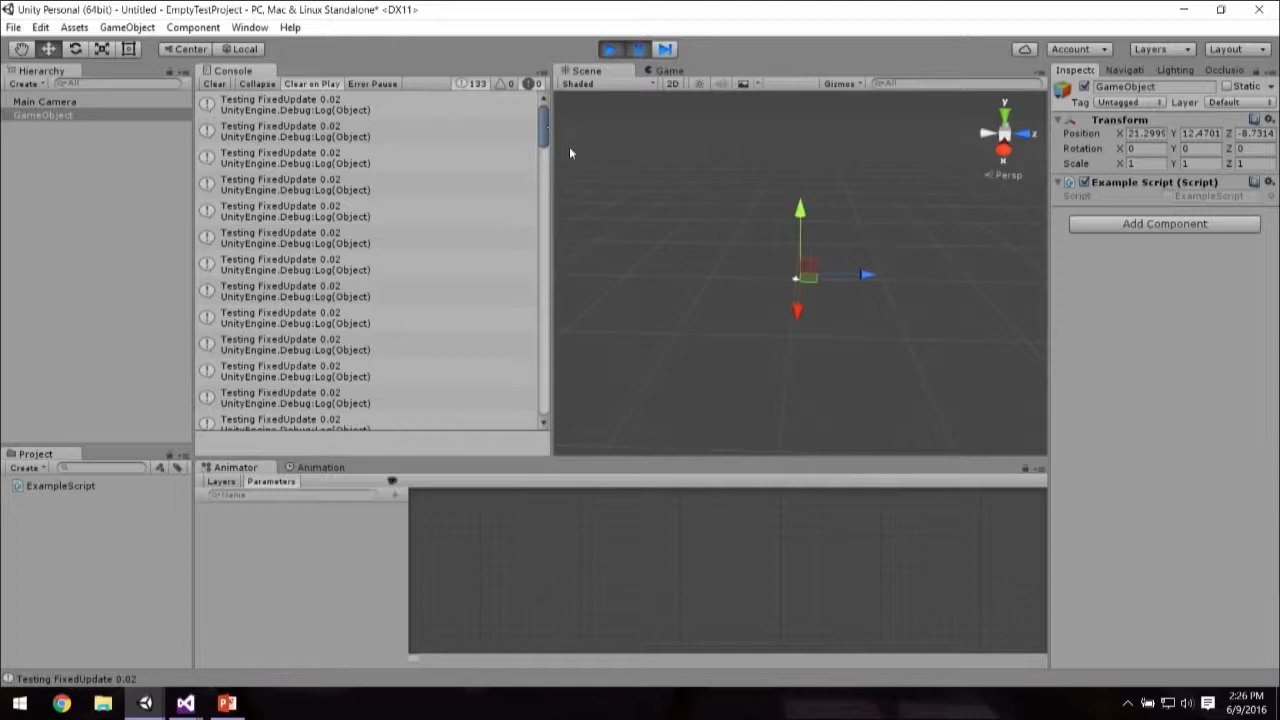 Unity Personal (64bit) - Untitled - EmptyTestProject - PC, Mac & Linux Standalone* <DX11>
File Edit Assets GameObject Component Window Help
Center Local Account Layers Layout
Hierarchy Console Scene Game Inspecto Navigati Lighting Occlusio
Create All Clear Collapse Clear on Play Error Pause 133 0 0 Shaded 2D Gizmos All GameObject Static
Main Camera
GameObject
Testing FixedUpdate 0.02
UnityEngine.Debug:Log(Object)
Testing FixedUpdate 0.02
UnityEngine.Debug:Log(Object)
Testing FixedUpdate 0.02
UnityEngine.Debug:Log(Object)
Testing FixedUpdate 0.02
UnityEngine.Debug:Log(Object)
Testing FixedUpdate 0.02
UnityEngine.Debug:Log(Object)
Testing FixedUpdate 0.02
UnityEngine.Debug:Log(Object)
Testing FixedUpdate 0.02
UnityEngine.Debug:Log(Object)
Testing FixedUpdate 0.02
UnityEngine.Debug:Log(Object)
Testing FixedUpdate 0.02
UnityEngine.Debug:Log(Object)
Testing FixedUpdate 0.02
UnityEngine.Debug:Log(Object)
Testing FixedUpdate 0.02
UnityEngine.Debug:Log(Object)
Testing FixedUpdate 0.02
UnityEngine.Debug:Log(Object)
Testing FixedUpdate 0.02
UnityEngine.Debug:Log(Object)
y
z
x
Persp
Tag Untagged Layer Default
Transform
Position X 21.2999 Y 12.4701 Z -8.7314
Rotation X 0 Y 0 Z 0
Scale X 1 Y 1 Z 1
Example Script (Script)
Script ExampleScript
Add Component
Project
Create
ExampleScript
Animator Animation
Layers Parameters
Name
Testing FixedUpdate 0.02
2:26 PM
6/9/2016